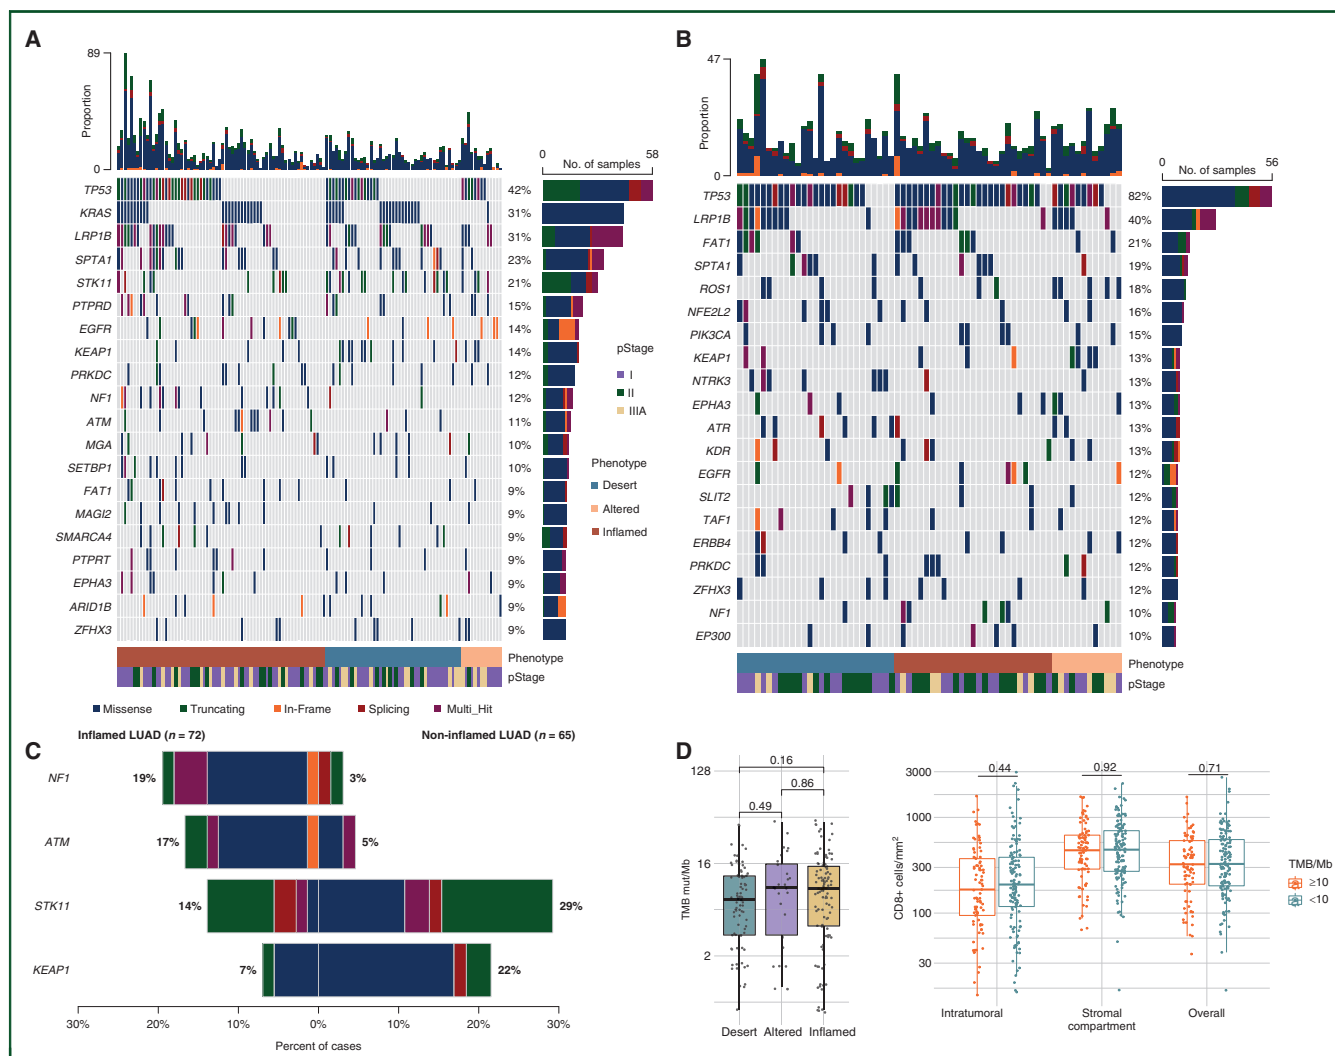 A
89
Proportion
0
0
58
No. of samples
TP53 42%
KRAS 31%
LRP1B 31%
SPTA1 23%
STK11 21%
PTPRD 15%
EGFR 14%
KEAP1 14%
PRKDC 12%
NF1 12%
ATM 11%
MGA 10%
SETBP1 10%
FAT1 9%
MAGI2 9%
SMARCA4 9%
PTPRT 9%
EPHA3 9%
ARID1B 9%
ZFHX3 9%
Phenotype
pStage
pStage
I
II
IIIA
Phenotype
Desert
Altered
Inflamed
Missense Truncating In-Frame Splicing Multi_Hit
B
47
Proportion
0
0
56
No. of samples
TP53 82%
LRP1B 40%
FAT1 21%
SPTA1 19%
ROS1 18%
NFE2L2 16%
PIK3CA 15%
KEAP1 13%
NTRK3 13%
EPHA3 13%
ATR 13%
KDR 13%
EGFR 12%
SLIT2 12%
TAF1 12%
ERBB4 12%
PRKDC 12%
ZFHX3 12%
NF1 10%
EP300 10%
Phenotype
pStage
C
Inflamed LUAD (n = 72) Non-inflamed LUAD (n = 65)
NF1 19% 3%
ATM 17% 5%
STK11 14% 29%
KEAP1 7% 22%
30% 20% 10% 0% 10% 20% 30%
Percent of cases
D
TMB mut/Mb
128
16
2
0.16
0.86
0.49
Desert Altered Inflamed
CD8+ cells/mm²
3000
1000
300
100
30
0.44 0.92 0.71
Intratumoral Stromal compartment Overall
TMB/Mb
≥10
<10